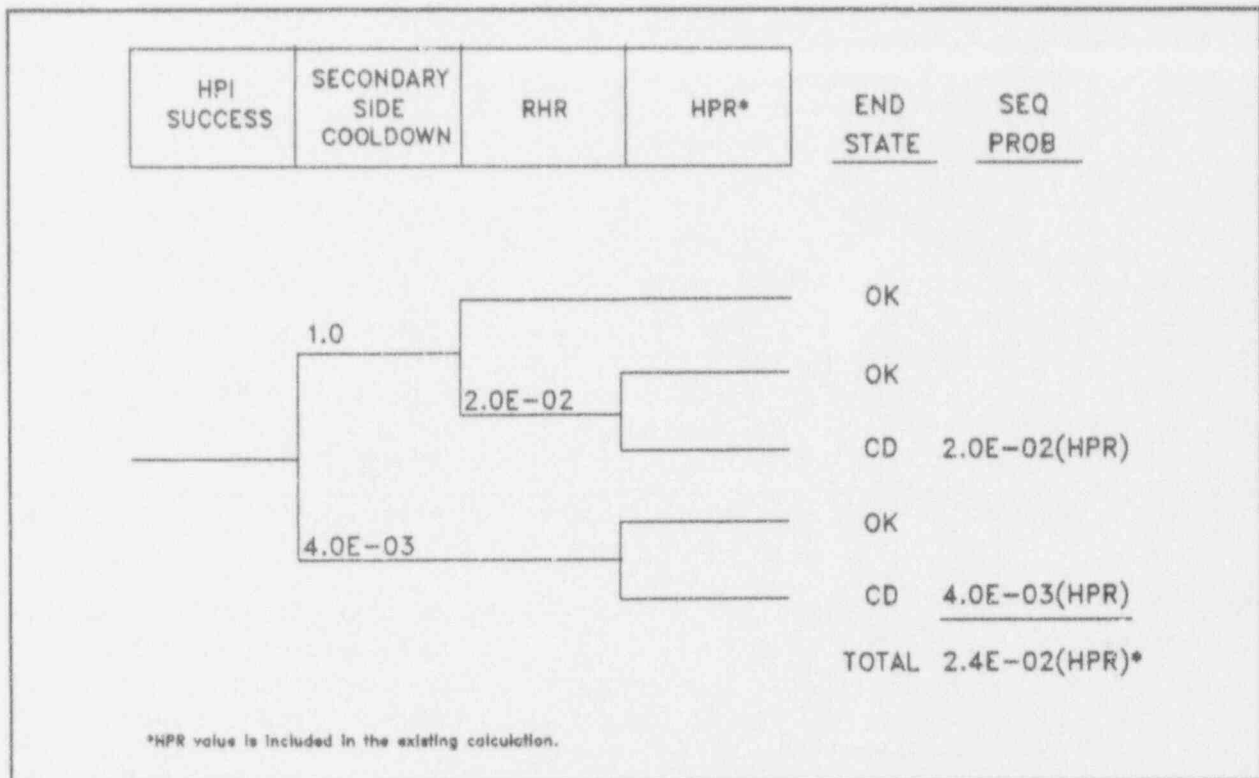 HPI
SUCCESS
SECONDARY
SIDE
COOLDOWN
RHR
HPR*
END
STATE
SEQ
PROB
OK
1.0
OK
2.0E-02
CD 2.0E-02(HPR)
OK
4.0E-03
CD 4.0E-03(HPR)
TOTAL 2.4E-02(HPR)*
*HPR value is included in the existing calculation.